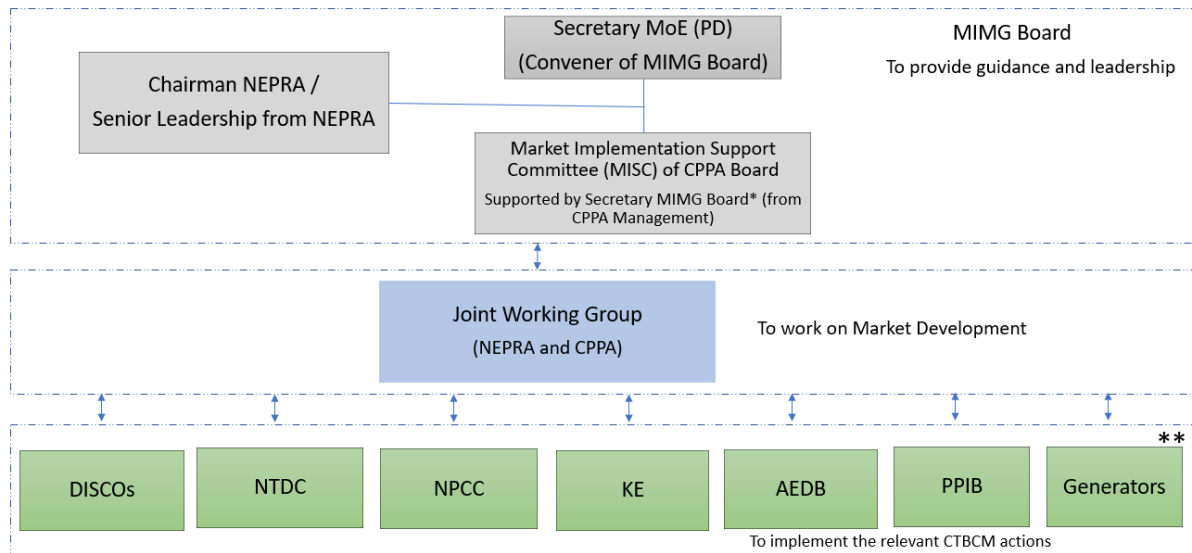 Secretary MoE (PD)
(Convener of MIMG Board)
MIMG Board
To provide guidance and leadership
Chairman NEPRA /
Senior Leadership from NEPRA
Market Implementation Support
Committee (MISC) of CPPA Board
Supported by Secretary MIMG Board* (from
CPPA Management)
Joint Working Group
(NEPRA and CPPA)
To work on Market Development
**
DISCOs
NTDC
NPCC
KE
AEDB
PPIB
Generators
To implement the relevant CTBCM actions